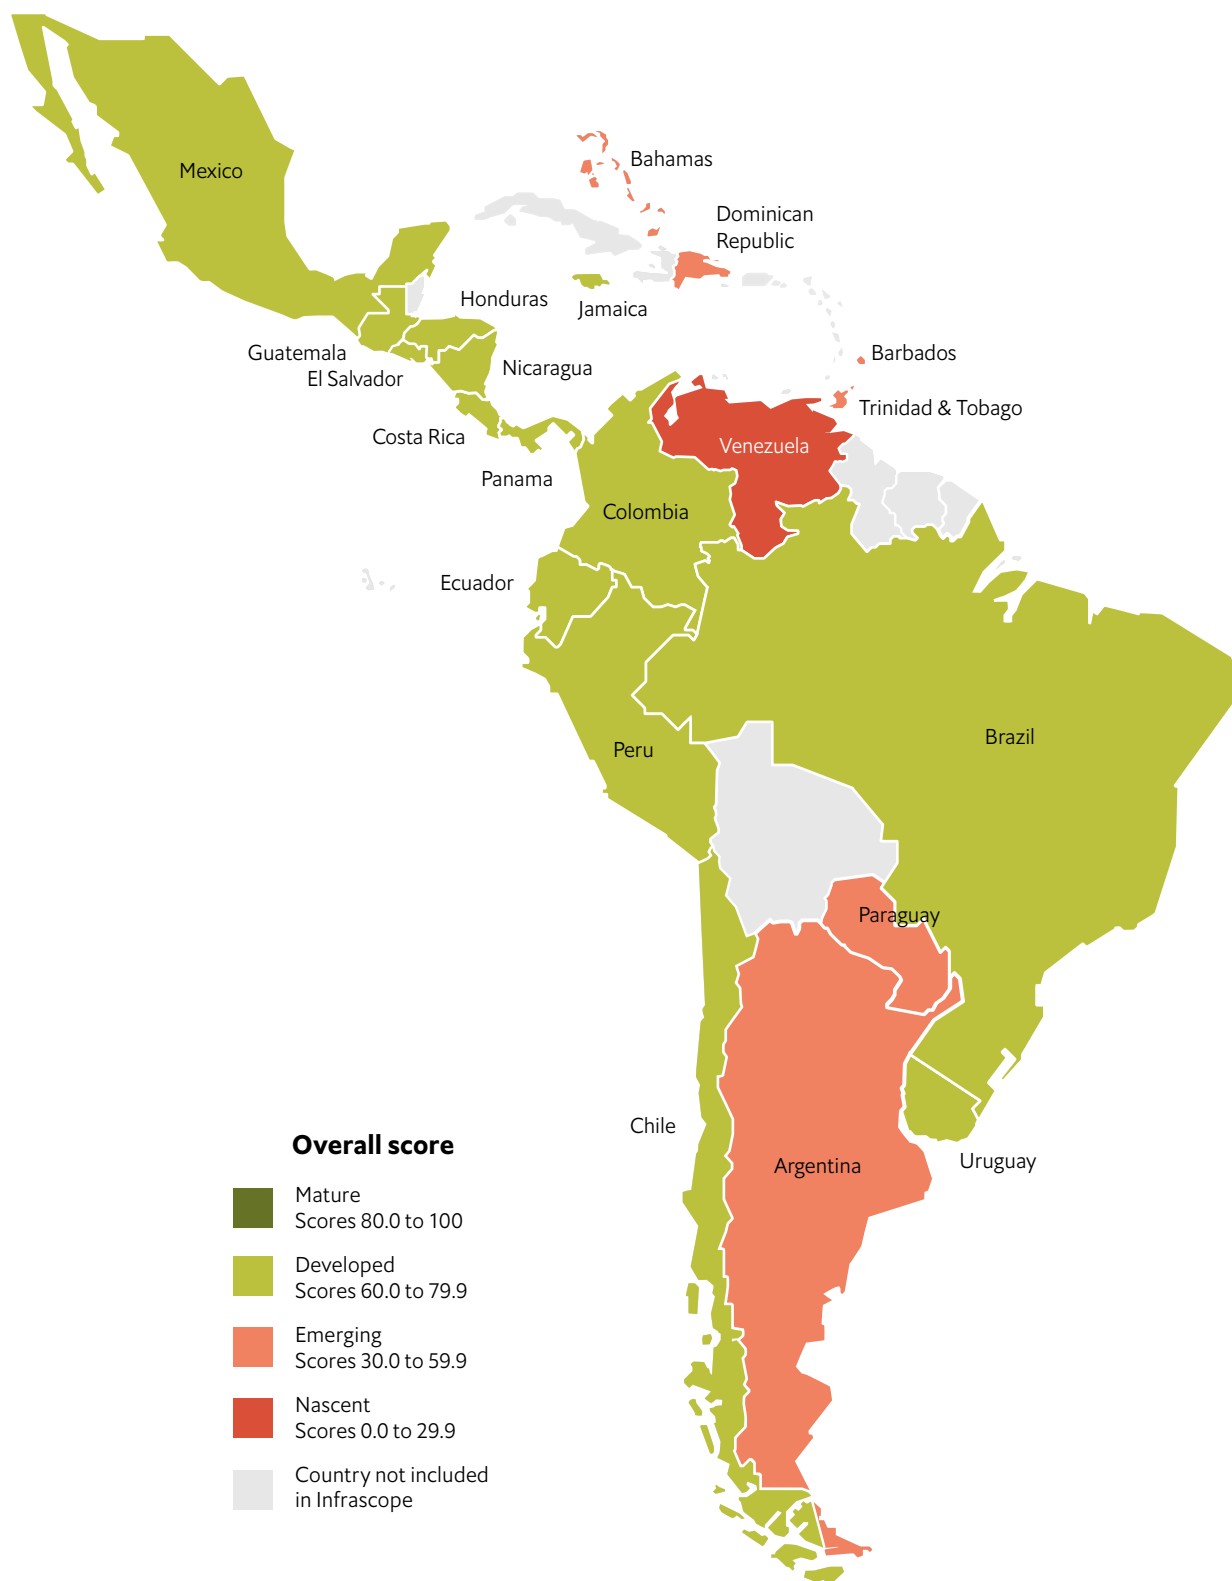 Mexico
Bahamas
Dominican
Republic
Honduras
Jamaica
Guatemala
El Salvador
Nicaragua
Barbados
Trinidad & Tobago
Costa Rica
Venezuela
Panama
Colombia
Ecuador
Brazil
Peru
Paraguay
Chile
Argentina
Uruguay
Overall score
Mature
Scores 80.0 to 100
Developed
Scores 60.0 to 79.9
Emerging
Scores 30.0 to 59.9
Nascent
Scores 0.0 to 29.9
Country not included
in Infrascope